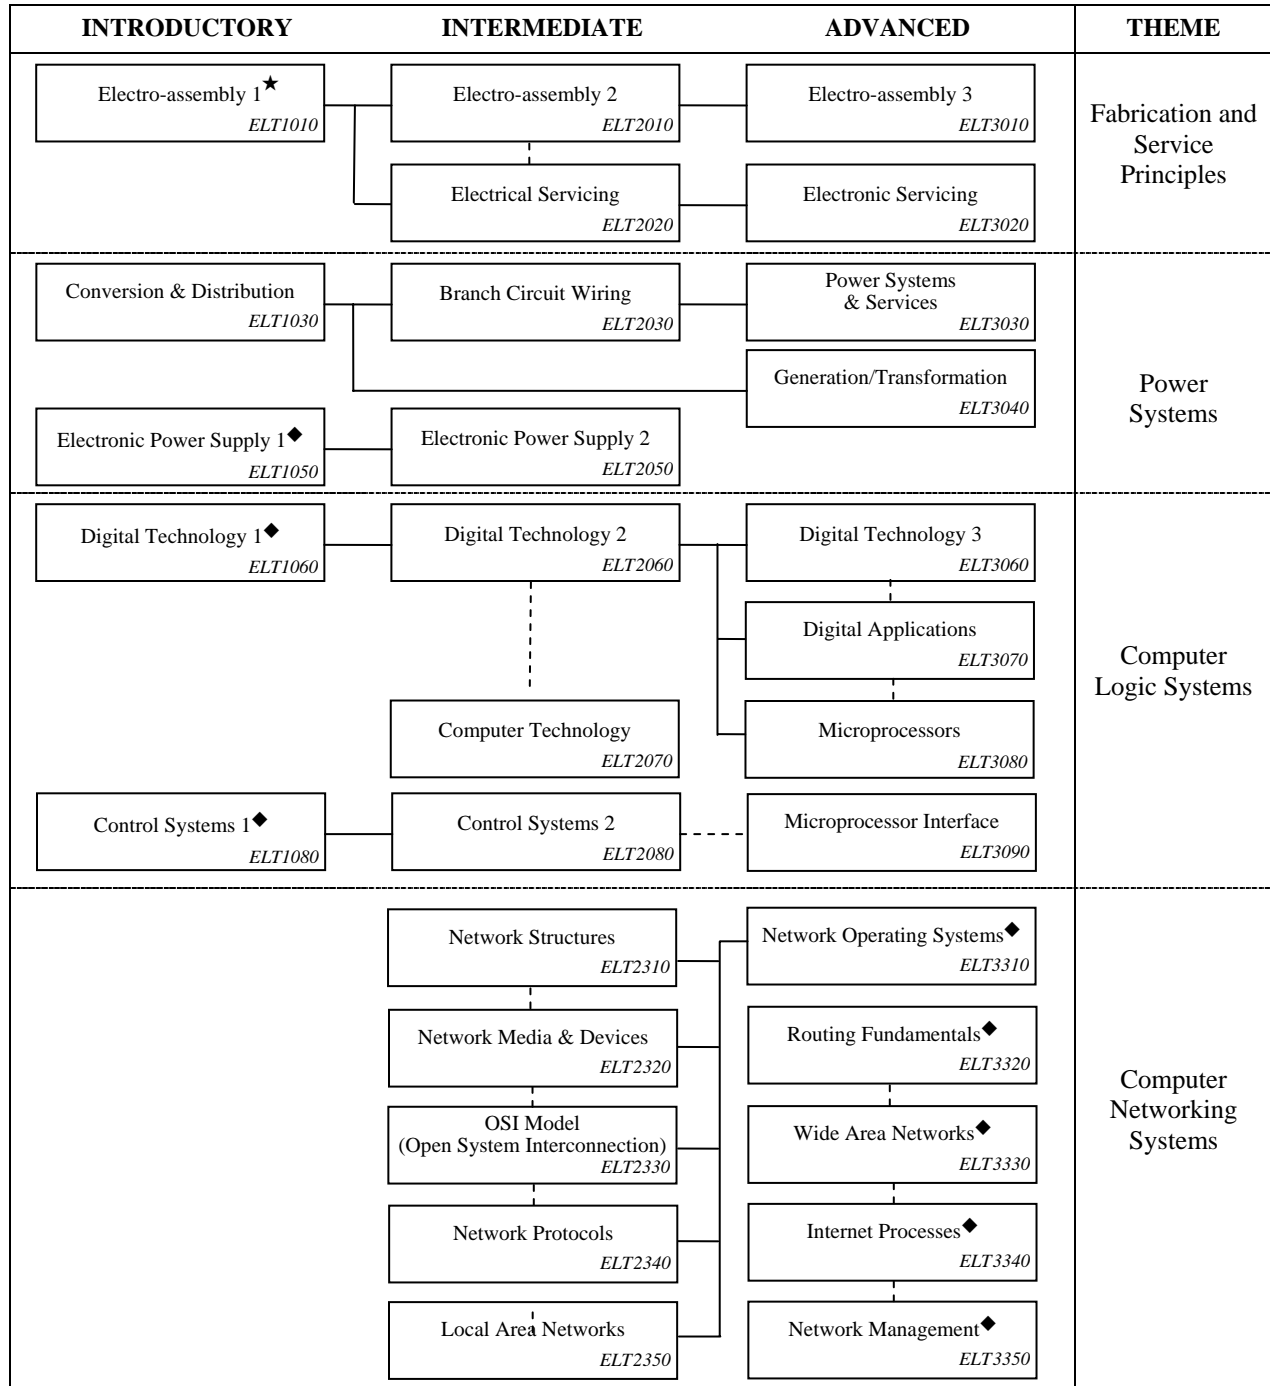 INTRODUCTORY INTERMEDIATE ADVANCED THEME
Electro-assembly 1★
ELT1010
Electro-assembly 2
ELT2010
Electro-assembly 3
ELT3010
Electrical Servicing
ELT2020
Electronic Servicing
ELT3020
Fabrication and
Service
Principles
Conversion & Distribution
ELT1030
Branch Circuit Wiring
ELT2030
Power Systems
& Services
ELT3030
Generation/Transformation
ELT3040
Electronic Power Supply 1◆
ELT1050
Electronic Power Supply 2
ELT2050
Power
Systems
Digital Technology 1◆
ELT1060
Digital Technology 2
ELT2060
Digital Technology 3
ELT3060
Digital Applications
ELT3070
Computer Technology
ELT2070
Microprocessors
ELT3080
Control Systems 1◆
ELT1080
Control Systems 2
ELT2080
Microprocessor Interface
ELT3090
Computer
Logic Systems
Network Structures
ELT2310
Network Operating Systems◆
ELT3310
Network Media & Devices
ELT2320
Routing Fundamentals◆
ELT3320
OSI Model
(Open System Interconnection)
ELT2330
Wide Area Networks◆
ELT3330
Network Protocols
ELT2340
Internet Processes◆
ELT3340
Local Area Networks
ELT2350
Network Management◆
ELT3350
Computer
Networking
Systems